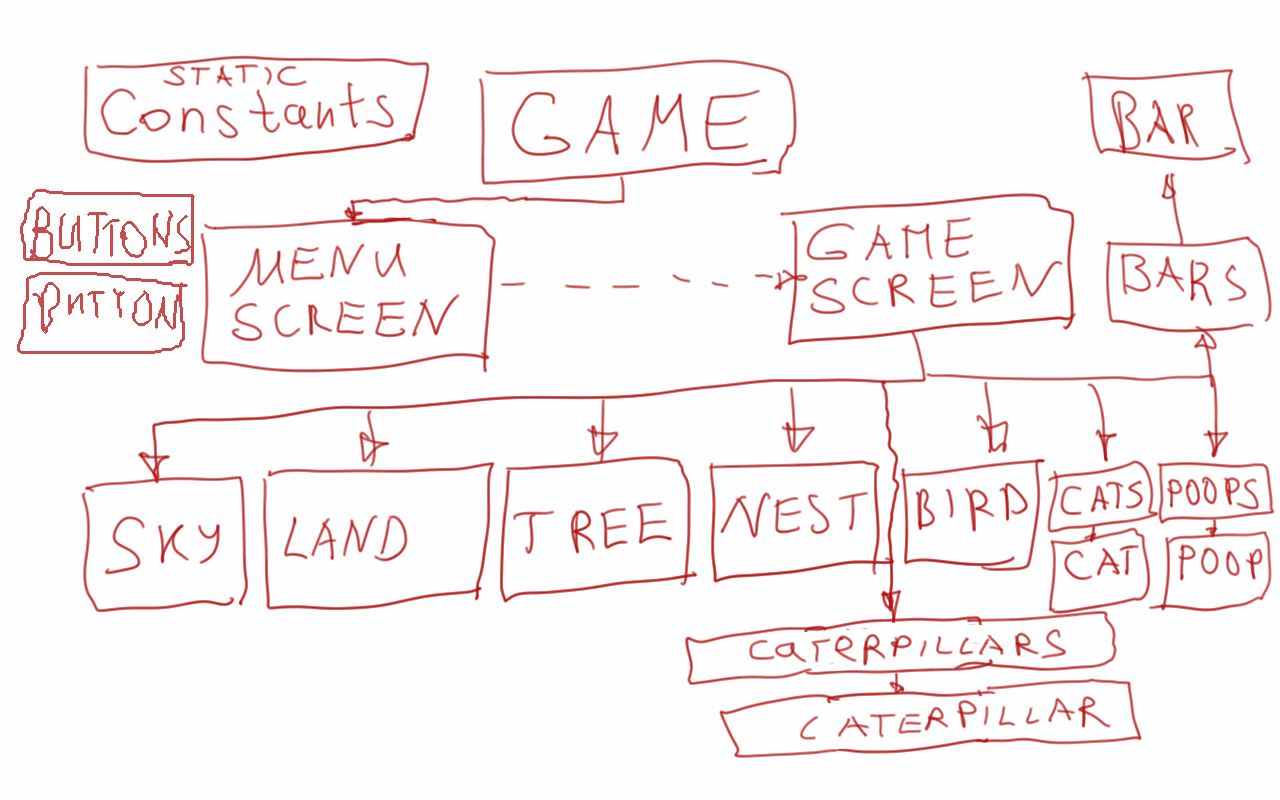 STATIC
Constants
GAME
BAR
BUTTONS
BUTTON
MENU
SCREEN
GAME
SCREEN
BARS
SKY
LAND
TREE
NEST
BIRD
CATS
CAT
POOPS
POOP
CATERPILLARS
CATERPILLAR